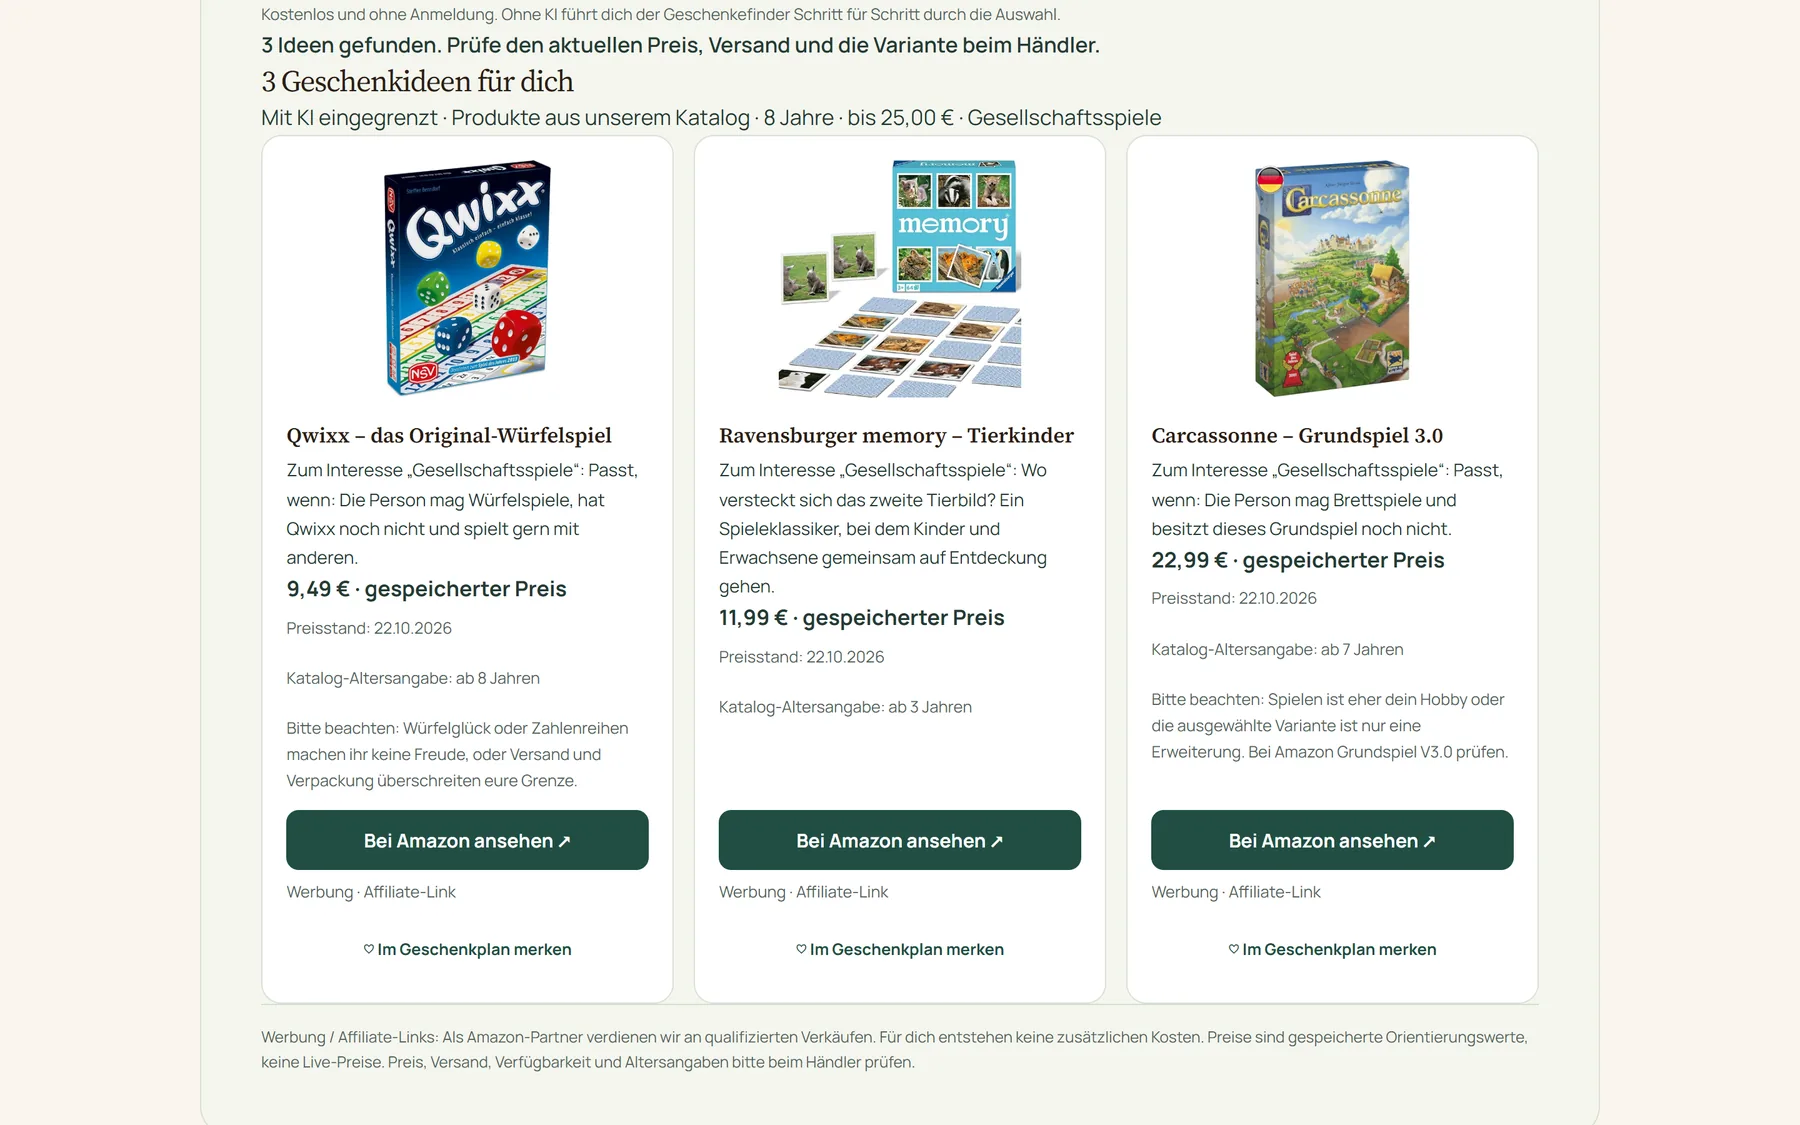 Kostenlos und ohne Anmeldung. Ohne KI führt dich der Geschenkefinder Schritt für Schritt durch die Auswahl.
3 Ideen gefunden. Prüfe den aktuellen Preis, Versand und die Variante beim Händler.
3 Geschenkideen für dich
Mit KI eingegrenzt · Produkte aus unserem Katalog · 8 Jahre · bis 25,00 € · Gesellschaftsspiele
Qwixx
klassisch einfach - einfach klasse!
Qwixx
NSV
memory
Carcassonne
Qwixx – das Original-Würfelspiel
Zum Interesse „Gesellschaftsspiele“: Passt,
wenn: Die Person mag Würfelspiele, hat
Qwixx noch nicht und spielt gern mit
anderen.
9,49 € · gespeicherter Preis
Preisstand: 22.10.2026
Katalog-Altersangabe: ab 8 Jahren
Bitte beachten: Würfelglück oder Zahlenreihen
machen ihr keine Freude, oder Versand und
Verpackung überschreiten eure Grenze.
Bei Amazon ansehen ↗
Werbung · Affiliate-Link
♡ Im Geschenkplan merken
Ravensburger memory – Tierkinder
Zum Interesse „Gesellschaftsspiele“: Wo
versteckt sich das zweite Tierbild? Ein
Spieleklassiker, bei dem Kinder und
Erwachsene gemeinsam auf Entdeckung
gehen.
11,99 € · gespeicherter Preis
Preisstand: 22.10.2026
Katalog-Altersangabe: ab 3 Jahren
Bei Amazon ansehen ↗
Werbung · Affiliate-Link
♡ Im Geschenkplan merken
Carcassonne – Grundspiel 3.0
Zum Interesse „Gesellschaftsspiele“: Passt,
wenn: Die Person mag Brettspiele und
besitzt dieses Grundspiel noch nicht.
22,99 € · gespeicherter Preis
Preisstand: 22.10.2026
Katalog-Altersangabe: ab 7 Jahren
Bitte beachten: Spielen ist eher dein Hobby oder
die ausgewählte Variante ist nur eine
Erweiterung. Bei Amazon Grundspiel V3.0 prüfen.
Bei Amazon ansehen ↗
Werbung · Affiliate-Link
♡ Im Geschenkplan merken
Werbung / Affiliate-Links: Als Amazon-Partner verdienen wir an qualifizierten Verkäufen. Für dich entstehen keine zusätzlichen Kosten. Preise sind gespeicherte Orientierungswerte,
keine Live-Preise. Preis, Versand, Verfügbarkeit und Altersangaben bitte beim Händler prüfen.